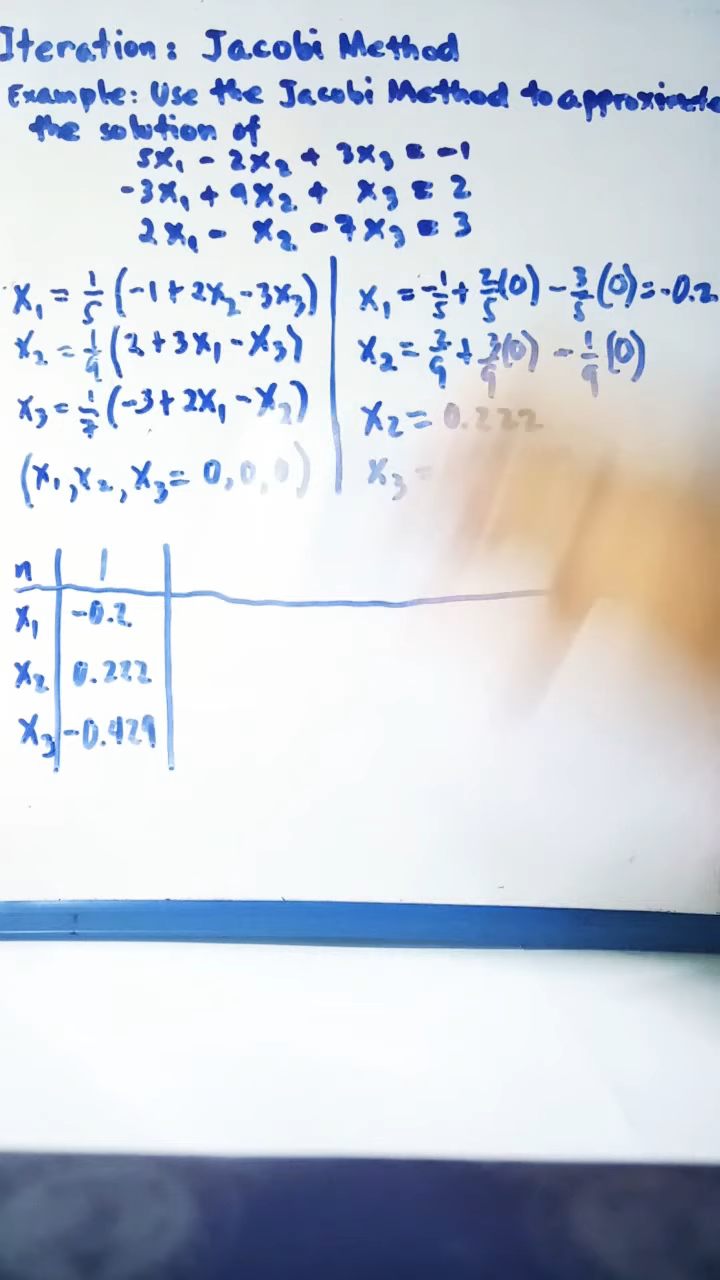 Iteration: Jacobi Method
Example: Use the Jacobi Method to approximate
the solution of
5x₁ - 2x₂ + 3x₃ = -1
-3x₁ + 9x₂ + x₃ = 2
2x₁ - x₂ - 7x₃ = 3
x₁ = 1/5 (-1 + 2x₂ - 3x₃)
x₂ = 1/9 (2 + 3x₁ - x₃)
x₃ = 1/7 (-3 + 2x₁ - x₂)
(x₁, x₂, x₃ = 0, 0, 0)
x₁ = -1/5 + 2/5 (0) - 3/5 (0) = -0.2
x₂ = 2/9 + 3/9 (0) - 1/9 (0)
x₂ = 0.222
x₃ =
n 1
x₁ -0.2
x₂ 0.222
x₃ -0.429